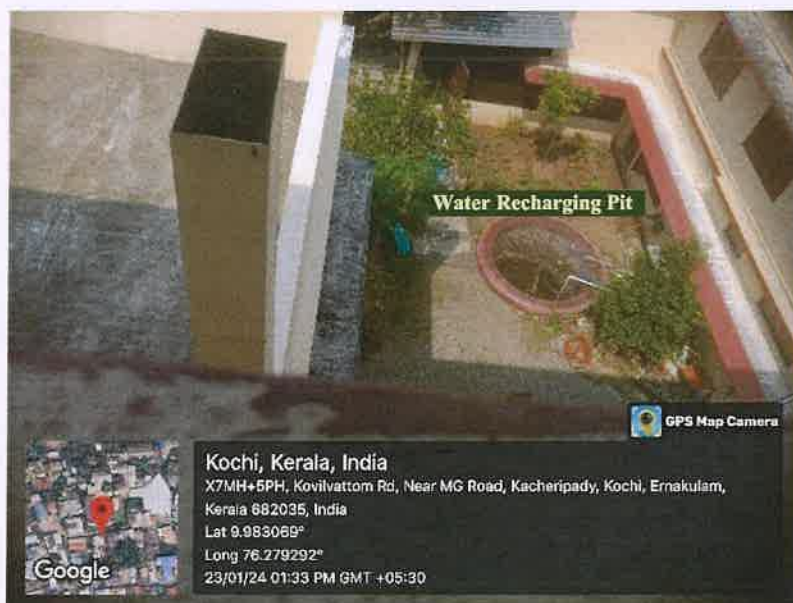 Water Recharging Pit
GPS Map Camera
Kochi, Kerala, India
X7MH+5PH, Kovilvattom Rd, Near MG Road, Kacheripady, Kochi, Ernakulam,
Kerala 682035, India
Lat 9.983069°
Long 76.279292°
23/01/24 01:33 PM GMT +05:30
Google